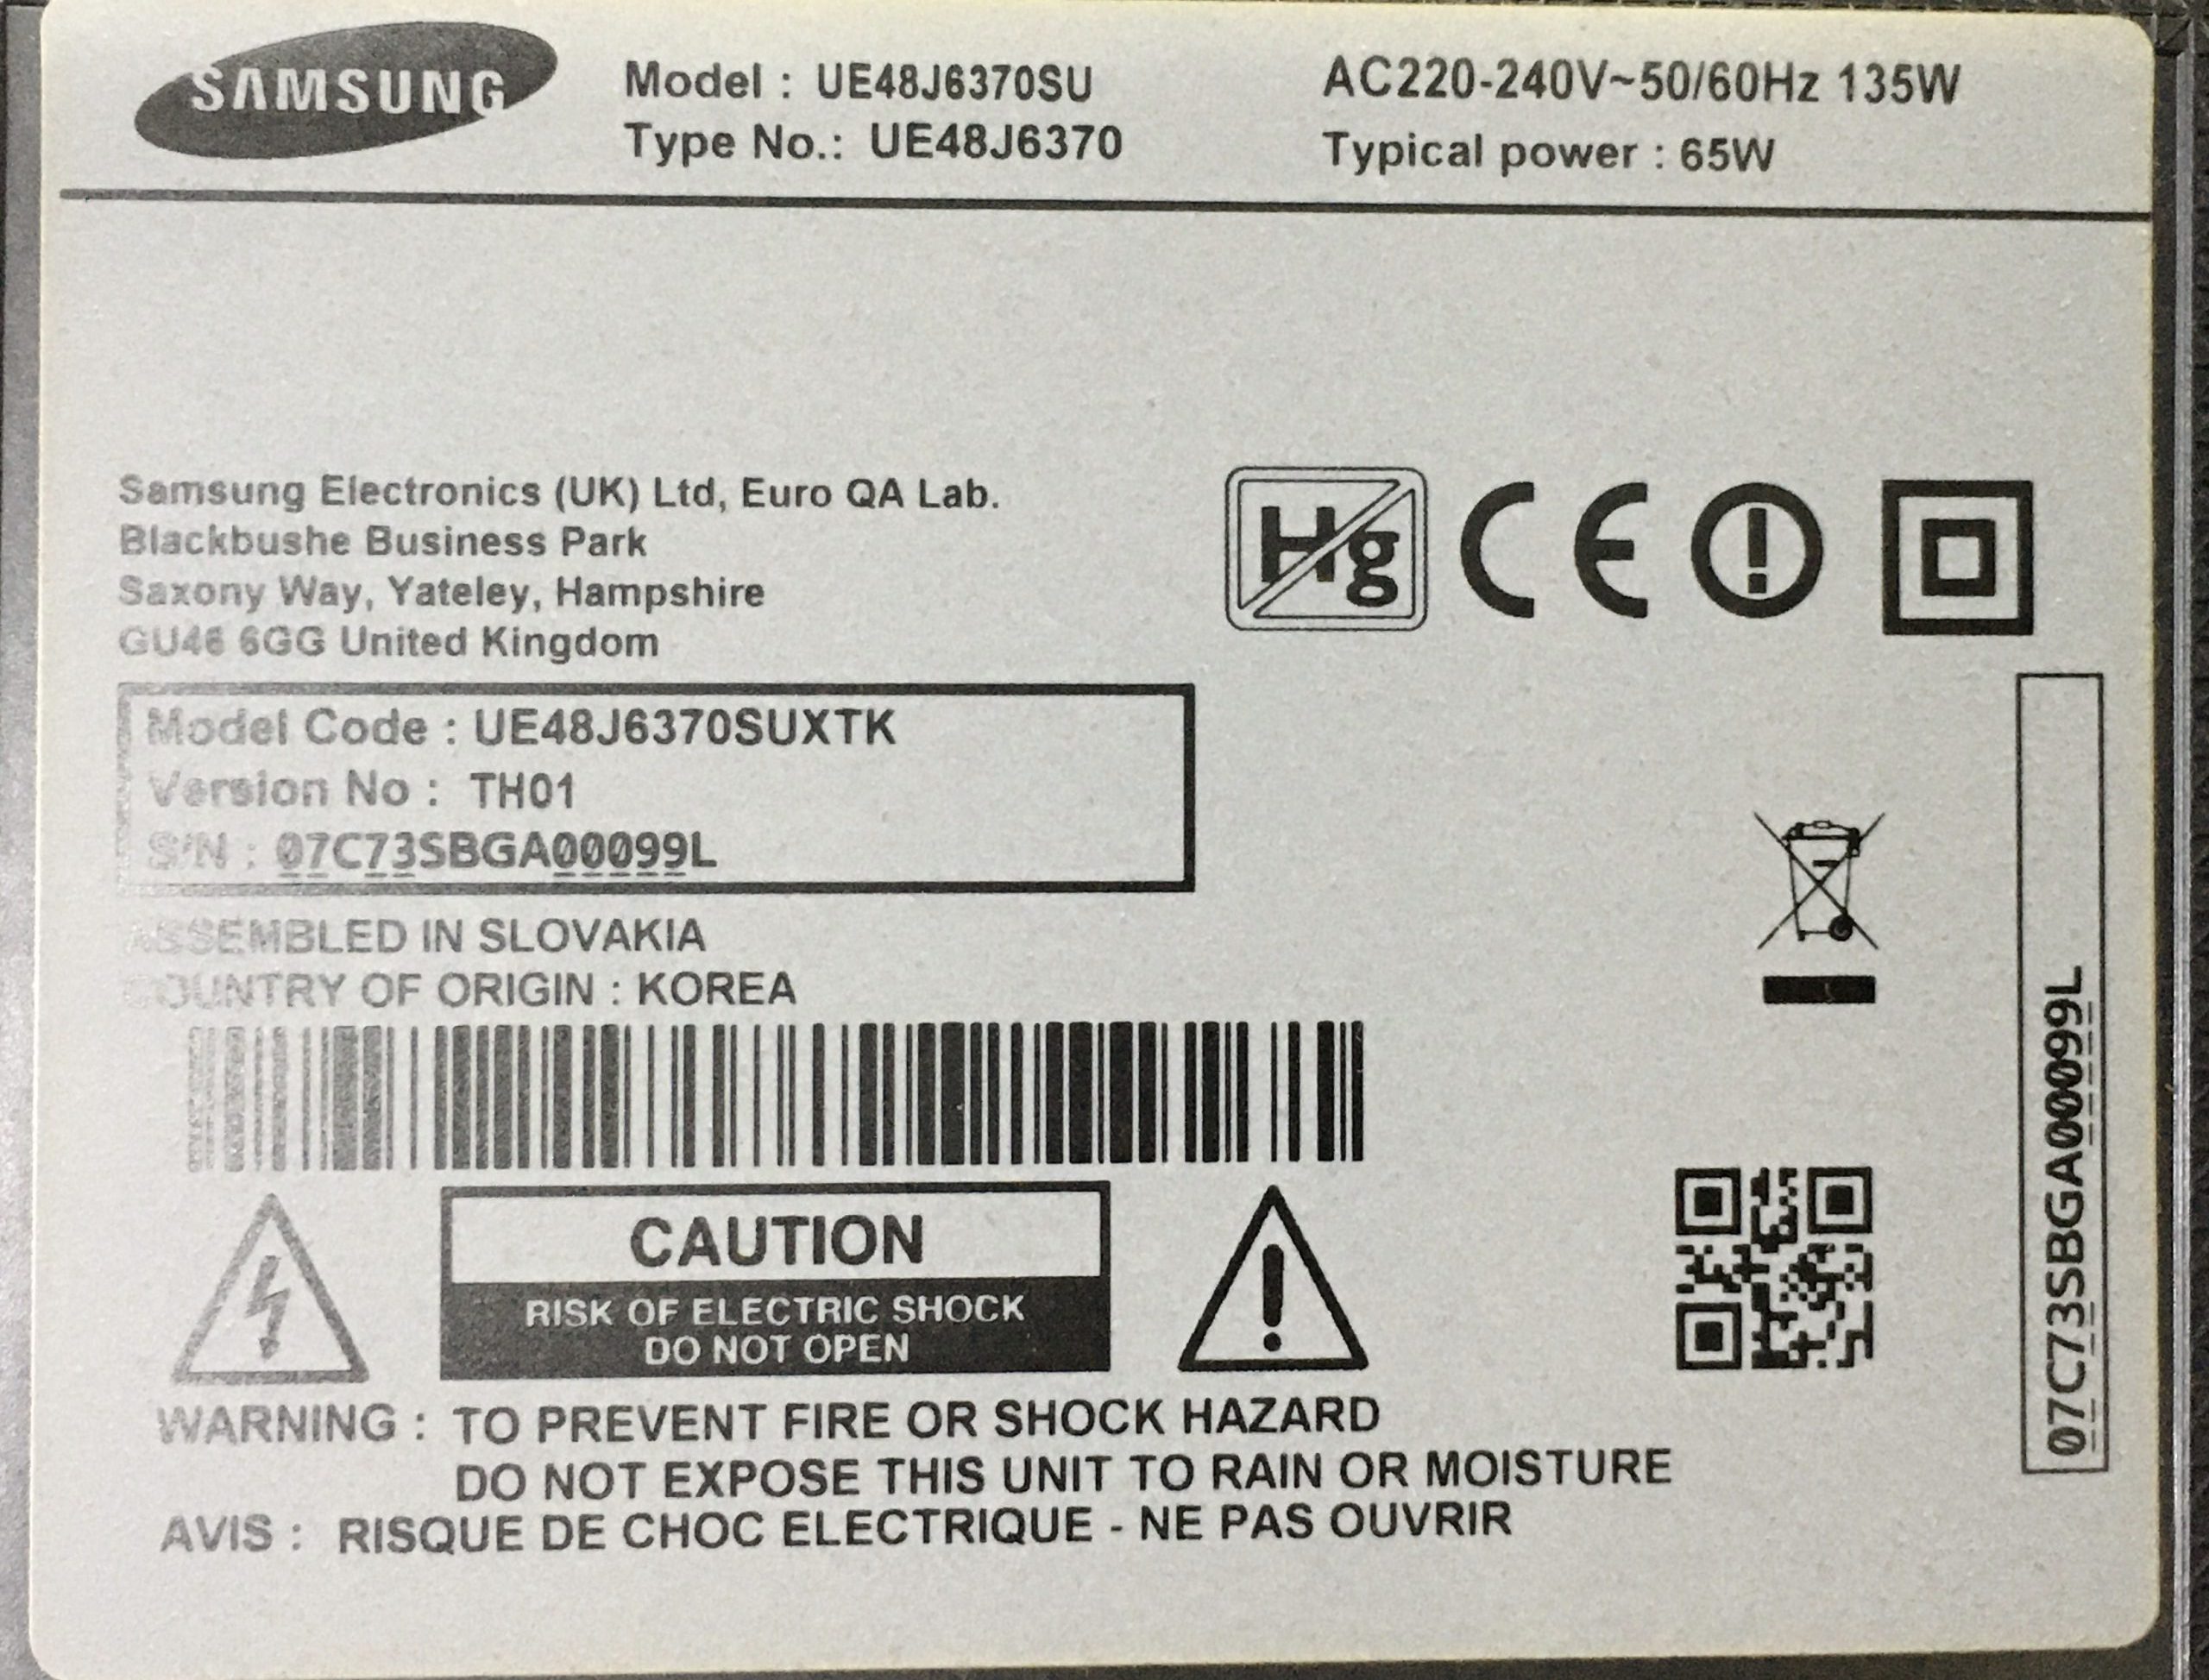 SAMSUNG
Model : UE48J6370SU
Type No.: UE48J6370
AC220-240V~50/60Hz 135W
Typical power : 65W
Samsung Electronics (UK) Ltd, Euro QA Lab.
Blackbushe Business Park
Saxony Way, Yateley, Hampshire
GU46 6GG United Kingdom
Hg
CE
Model Code : UE48J6370SUXTK
Version No : TH01
S/N : 07C73SBGA00099L
ASSEMBLED IN SLOVAKIA
COUNTRY OF ORIGIN : KOREA
07C73SBGA00099L
CAUTION
RISK OF ELECTRIC SHOCK
DO NOT OPEN
WARNING : TO PREVENT FIRE OR SHOCK HAZARD
DO NOT EXPOSE THIS UNIT TO RAIN OR MOISTURE
AVIS : RISQUE DE CHOC ELECTRIQUE - NE PAS OUVRIR